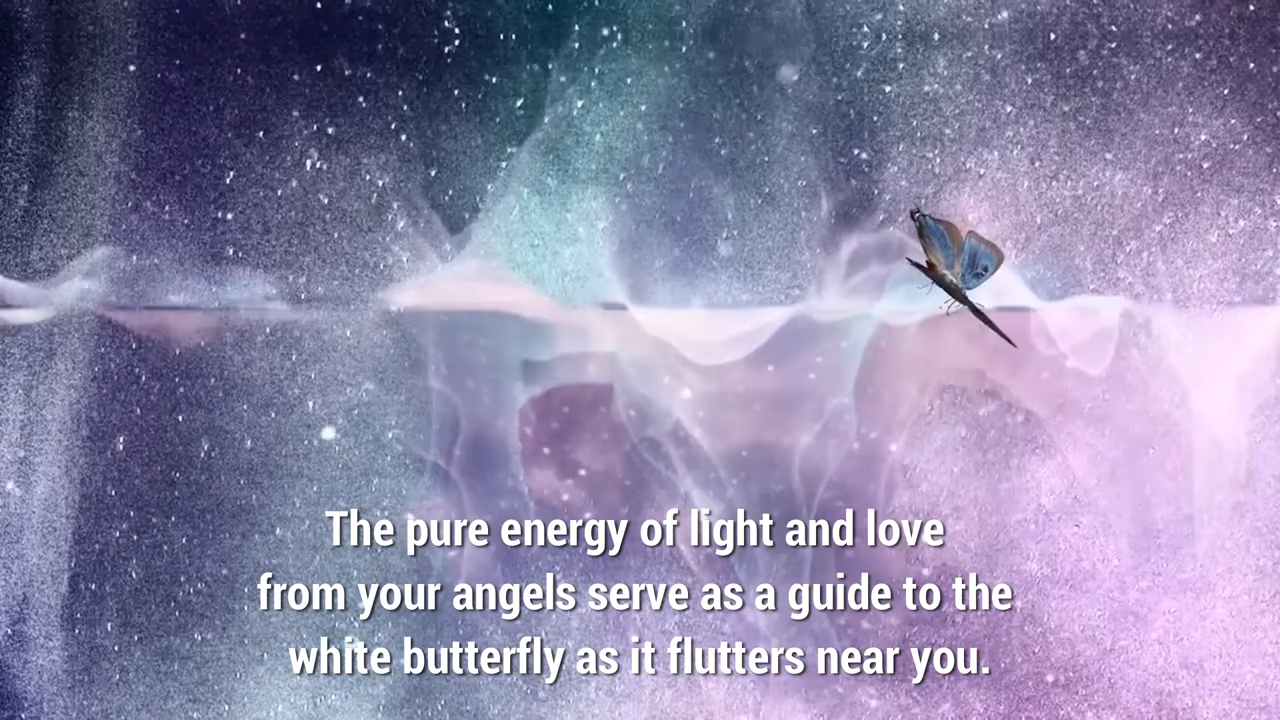 The pure energy of light and love
from your angels serve as a guide to the
white butterfly as it flutters near you.